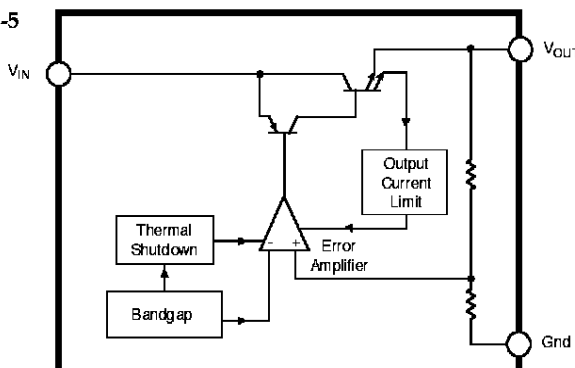 -5
VIN
VOUT
Output
Current
Limit
Thermal
Shutdown
- +
Error
Amplifier
Bandgap
Gnd